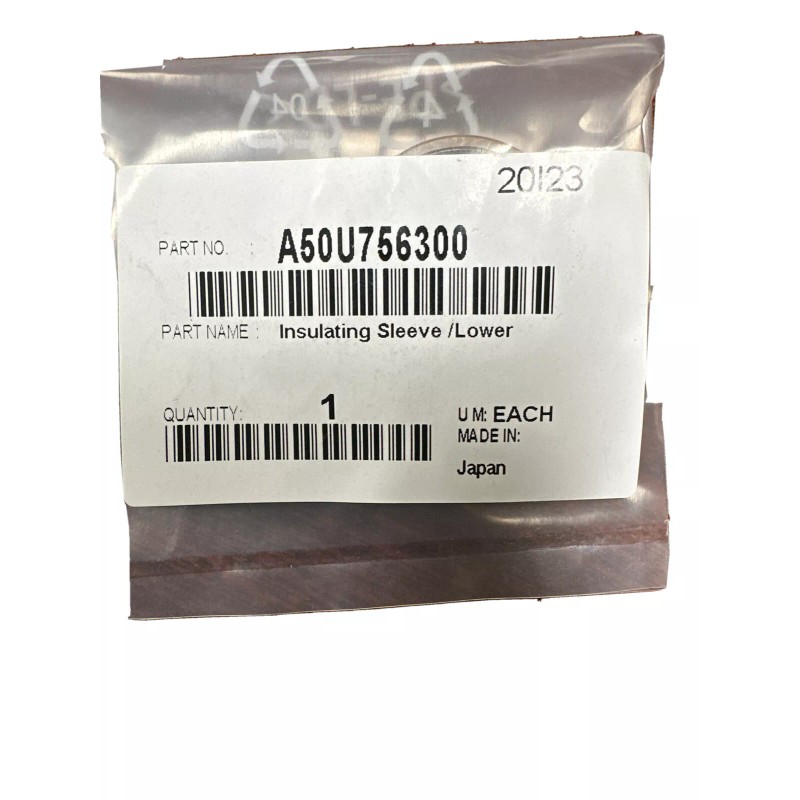 20I23
PART NO. : A50U756300
PART NAME : Insulating Sleeve /Lower
QUANTITY: 1
U M: EACH
MADE IN:
Japan